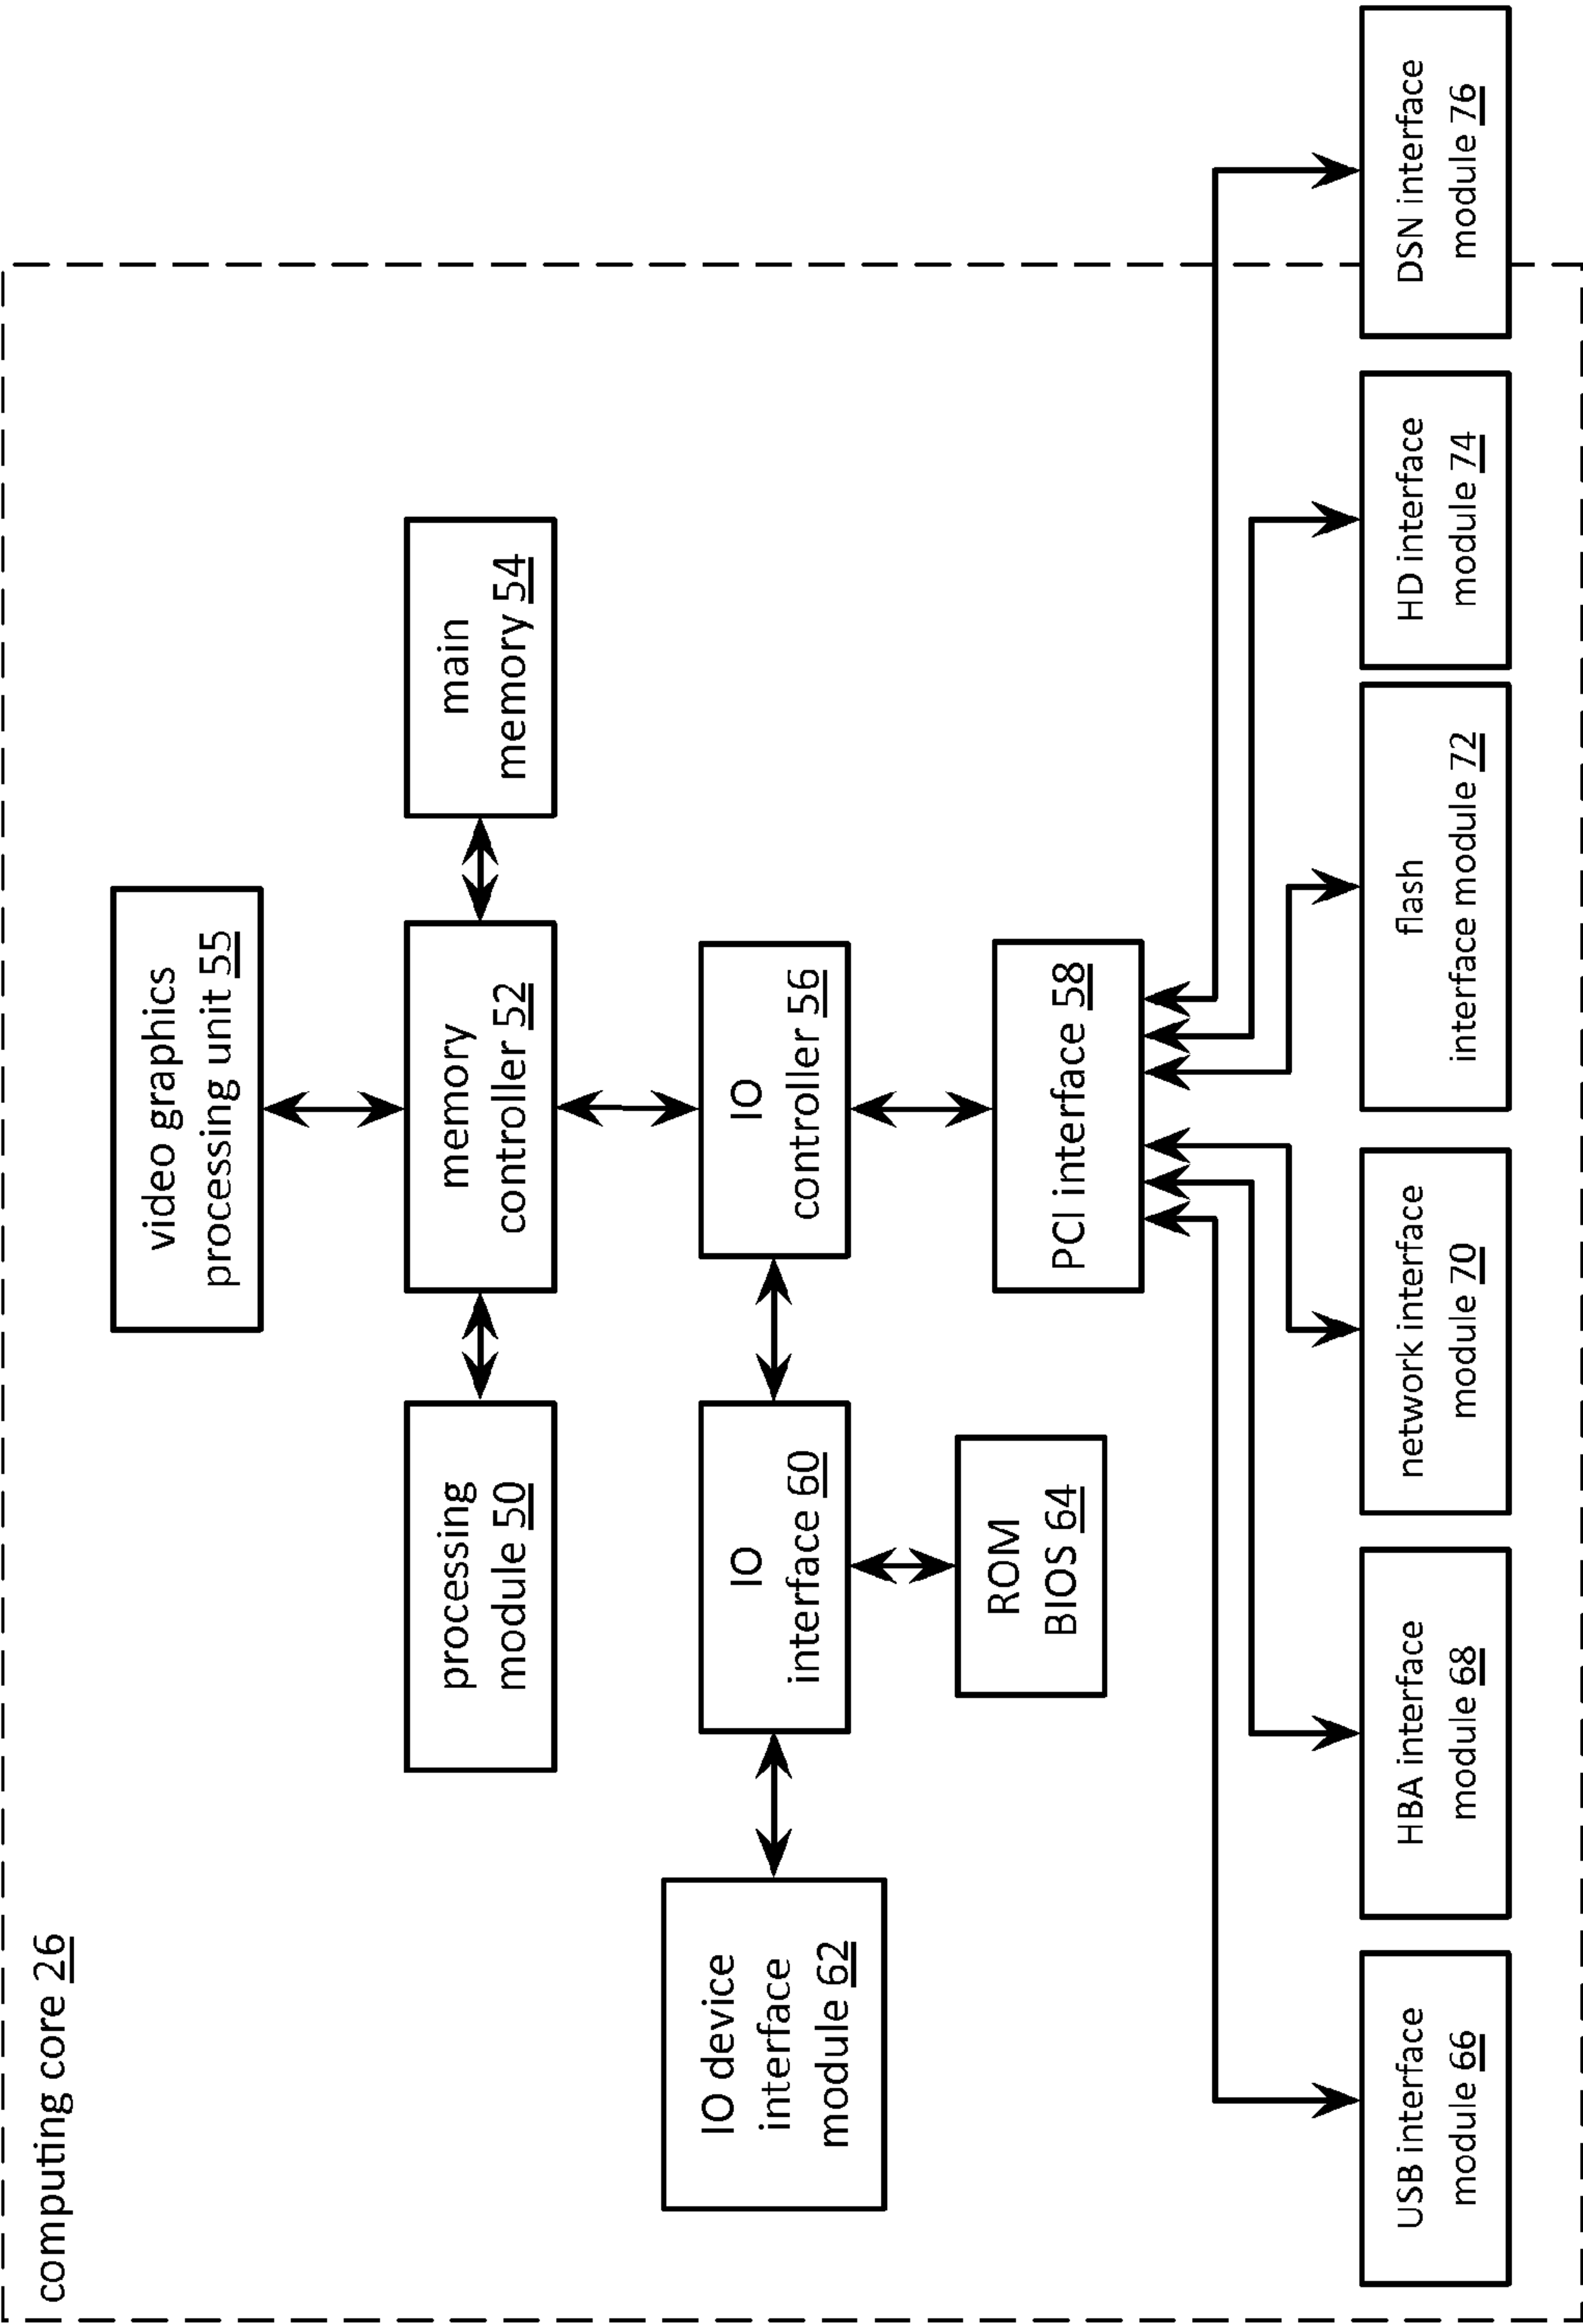 computing core 26
video graphics
processing unit 55
processing
module 50
memory
controller 52
main
memory 54
IO device
interface
module 62
IO
interface 60
IO
controller 56
ROM
BIOS 64
PCI interface 58
USB interface
module 66
HBA interface
module 68
network interface
module 70
flash
interface module 72
HD interface
module 74
DSN interface
module 76